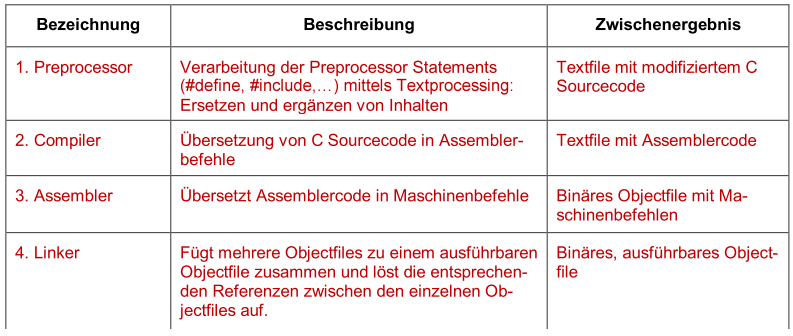 Bezeichnung Beschreibung Zwischenergebnis
1. Preprocessor Verarbeitung der Preprocessor Statements Textfile mit modifiziertem C
(#define, #include,…) mittels Textprocessing: Sourcecode
Ersetzen und ergänzen von Inhalten
2. Compiler Übersetzung von C Sourcecode in Assembler- Textfile mit Assemblercode
befehle
3. Assembler Übersetzt Assemblercode in Maschinenbefehle Binäres Objectfile mit Ma-
schinenbefehlen
4. Linker Fügt mehrere Objectfiles zu einem ausführbaren Binäres, ausführbares Object-
Objectfile zusammen und löst die entsprechen- file
den Referenzen zwischen den einzelnen Ob-
jectfiles auf.